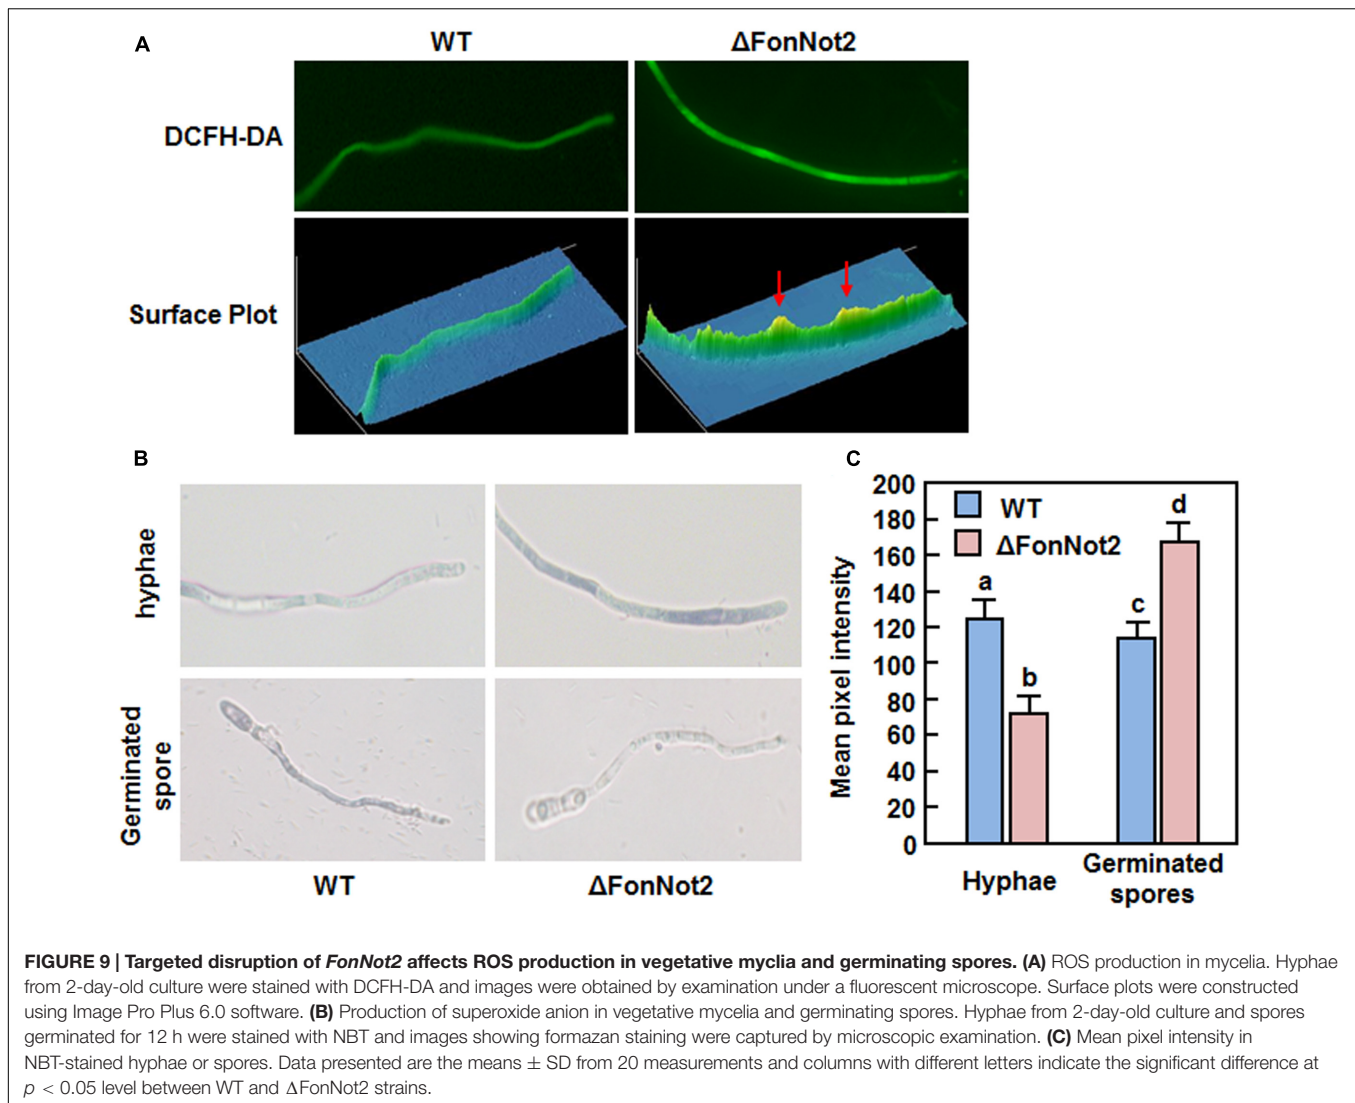 A
WT
ΔFonNot2
DCFH-DA
Surface Plot
B
hyphae
Germinated
spore
WT
ΔFonNot2
C
Mean pixel intensity
200
180
160
140
120
100
80
60
40
20
0
WT
ΔFonNot2
a
b
c
d
Hyphae
Germinated
spores
FIGURE 9 | Targeted disruption of FonNot2 affects ROS production in vegetative myclia and germinating spores. (A) ROS production in mycelia. Hyphae
from 2-day-old culture were stained with DCFH-DA and images were obtained by examination under a fluorescent microscope. Surface plots were constructed
using Image Pro Plus 6.0 software. (B) Production of superoxide anion in vegetative mycelia and germinating spores. Hyphae from 2-day-old culture and spores
germinated for 12 h were stained with NBT and images showing formazan staining were captured by microscopic examination. (C) Mean pixel intensity in
NBT-stained hyphae or spores. Data presented are the means ± SD from 20 measurements and columns with different letters indicate the significant difference at
p < 0.05 level between WT and ΔFonNot2 strains.